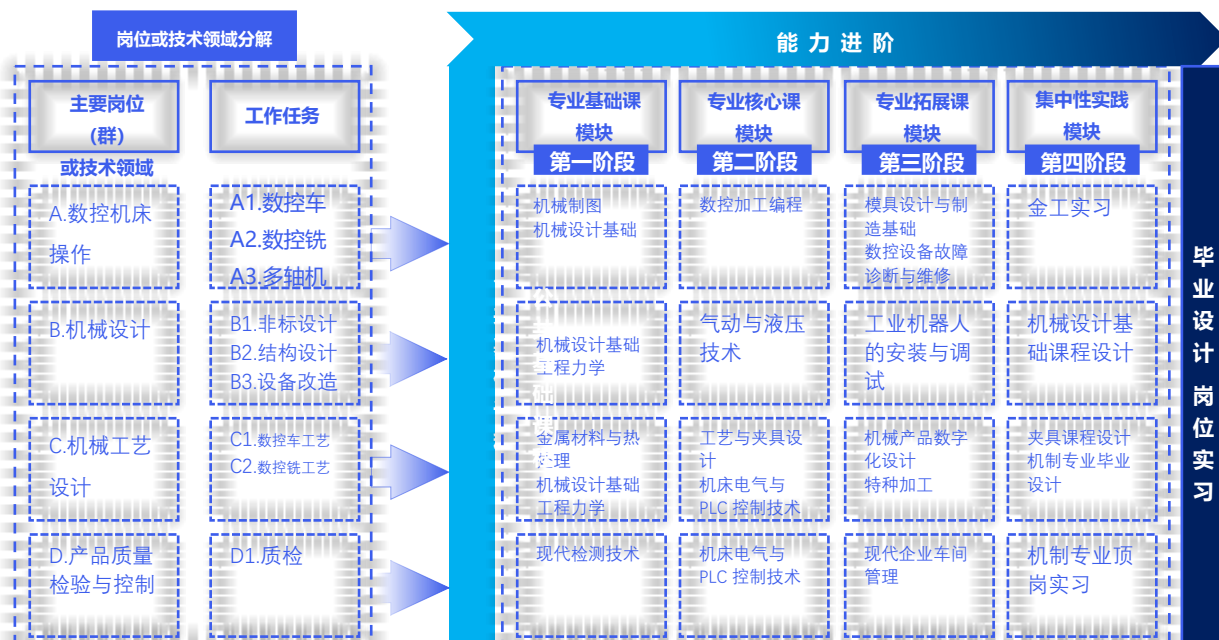 岗位或技术领域分解
能力进阶
主要岗位
（群）
或技术领域
工作任务
专业基础课
模块
第一阶段
专业核心课
模块
第二阶段
专业拓展课
模块
第三阶段
集中性实践
模块
第四阶段
A.数控机床
操作
A1.数控车
A2.数控铣
A3.多轴机
机械制图
机械设计基础
数控加工编程
模具设计与制
造基础
数控设备故障
诊断与维修
金工实习
B.机械设计
B1.非标设计
B2.结构设计
B3.设备改造
机械设计基础
工程力学
气动与液压
技术
工业机器人
的安装与调
试
机械设计基
础课程设计
C.机械工艺
设计
C1.数控车工艺
C2.数控铣工艺
金属材料与热
处理
机械设计基础
工程力学
工艺与夹具设
计
机床电气与
PLC 控制技术
机械产品数字
化设计
特种加工
夹具课程设计
机制专业毕业
设计
D.产品质量
检验与控制
D1.质检
现代检测技术
机床电气与
PLC 控制技术
现代企业车间
管理
机制专业顶
岗实习
毕业设计 岗位实习